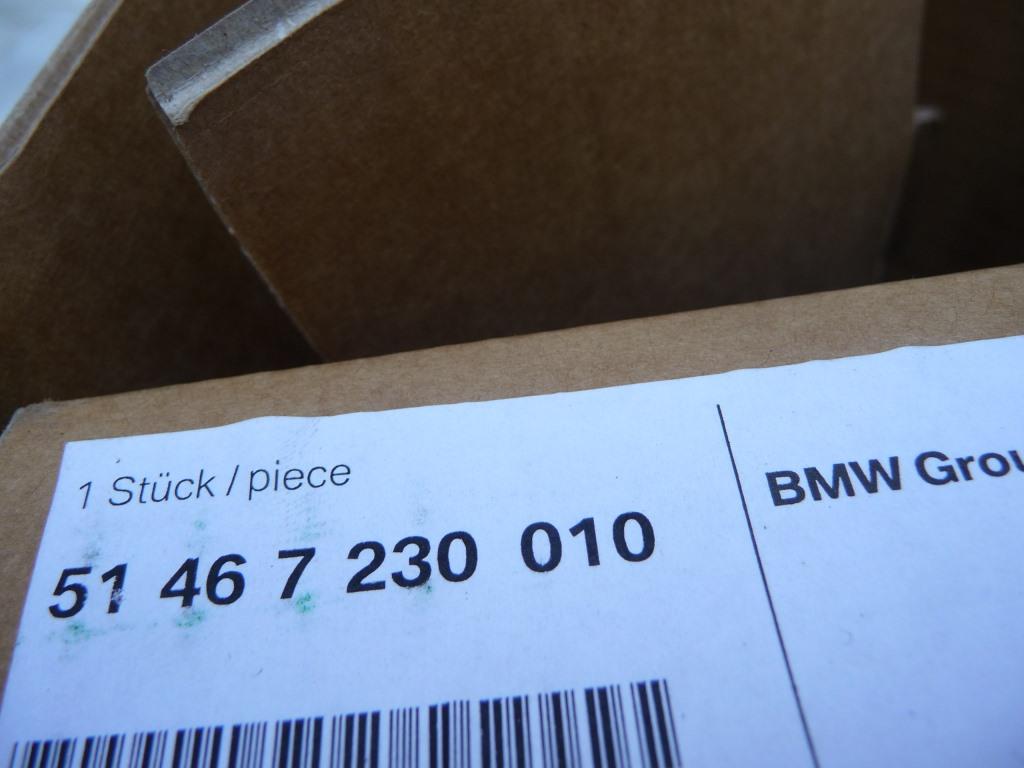 1 Stück / piece
51 46 7 230 010
BMW Grou